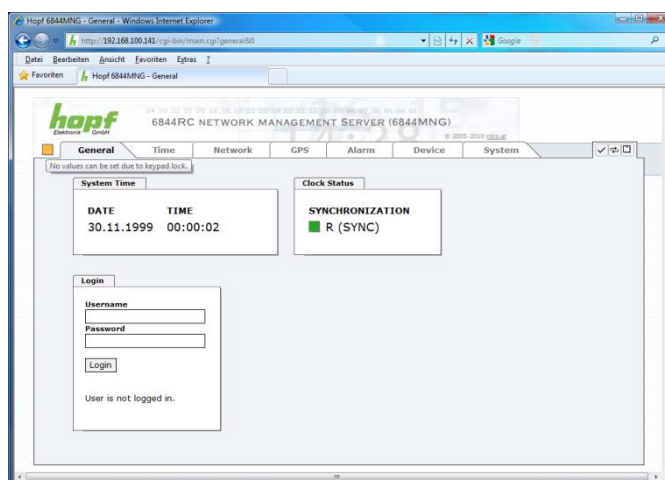 Hopf 6844MNG - General - Windows Internet Explorer
http://192.168.100.141/cgi-bin/main.cgi?general&0
Google
Datei Bearbeiten Ansicht Favoriten Extras ?
Favoriten Hopf 6844MNG - General
hopf
Elektronik GmbH
6844RC NETWORK MANAGEMENT SERVER (6844MNG)
© 2005-2010
General Time Network GPS Alarm Device System
No values can be set due to keypad lock.
System Time
DATE TIME
30.11.1999 00:00:02
Clock Status
SYNCHRONIZATION
R (SYNC)
Login
Username
Password
Login
User is not logged in.